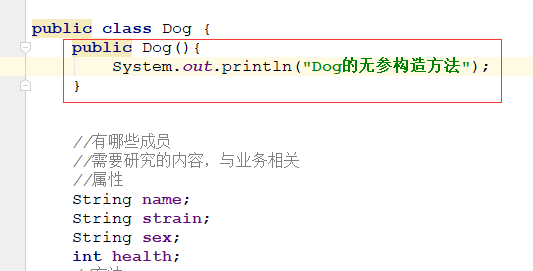 public class Dog {
public Dog(){
System.out.println("Dog的无参构造方法");
}
//有哪些成员
//需要研究的内容，与业务相关
//属性
String name;
String strain;
String sex;
int health;